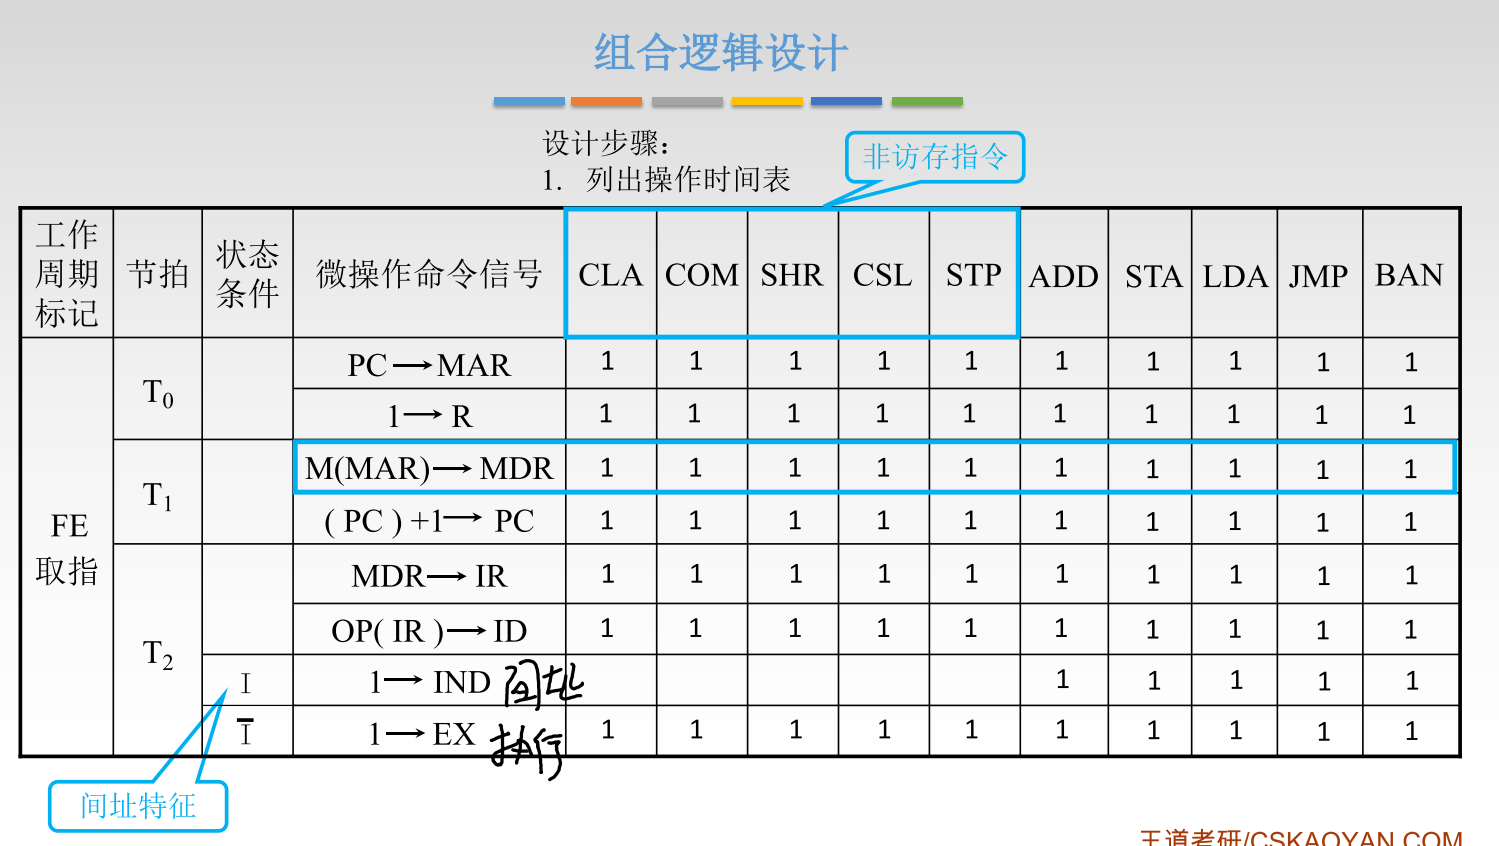 组合逻辑设计
设计步骤：
1. 列出操作时间表
非访存指令
工作周期标记 节拍 状态条件 微操作命令信号 CLA COM SHR CSL STP ADD STA LDA JMP BAN
FE 取指 T₀ PC→MAR 1 1 1 1 1 1 1 1 1 1
1→R 1 1 1 1 1 1 1 1 1 1
T₁ M(MAR)→MDR 1 1 1 1 1 1 1 1 1 1
( PC ) +1→ PC 1 1 1 1 1 1 1 1 1 1
T₂ MDR→IR 1 1 1 1 1 1 1 1 1 1
OP( IR )→ID 1 1 1 1 1 1 1 1 1 1
I 1→IND 间址 1 1 1 1 1
Ī 1→EX 执行 1 1 1 1 1 1 1 1 1 1
间址特征
王道考研/CSKAOYAN.COM